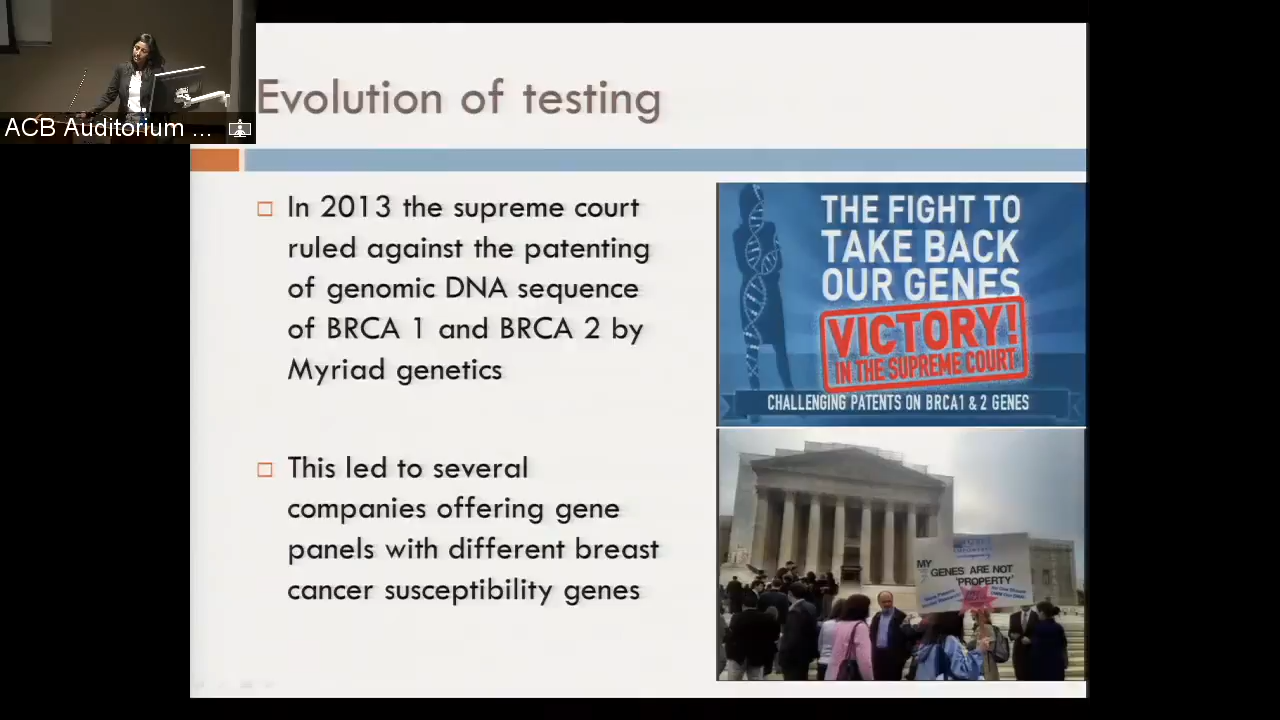 ACB Auditorium ...
Evolution of testing
In 2013 the supreme court
ruled against the patenting
of genomic DNA sequence
of BRCA 1 and BRCA 2 by
Myriad genetics
This led to several
companies offering gene
panels with different breast
cancer susceptibility genes
THE FIGHT TO
TAKE BACK
OUR GENES
VICTORY!
IN THE SUPREME COURT
CHALLENGING PATENTS ON BRCA1 & 2 GENES
MY
GENES ARE NOT
'PROPERTY'